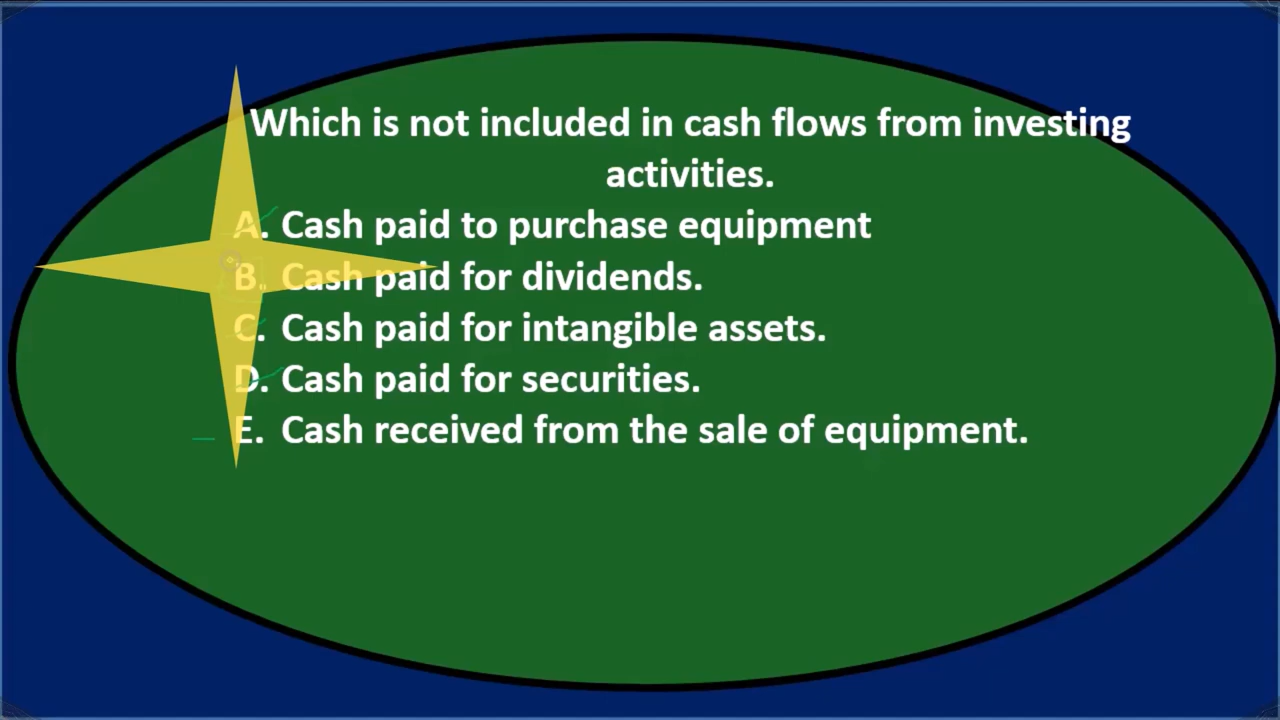 Which is not included in cash flows from investing
activities.
A. Cash paid to purchase equipment
B. Cash paid for dividends.
C. Cash paid for intangible assets.
D. Cash paid for securities.
E. Cash received from the sale of equipment.